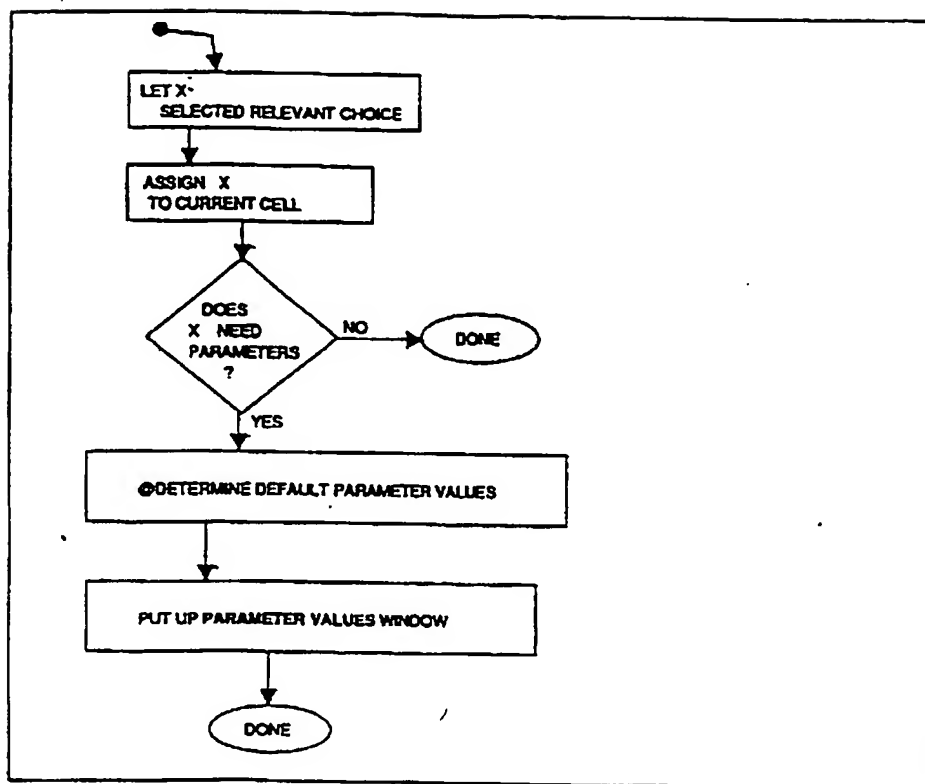 LET X-
SELECTED RELEVANT CHOICE
ASSIGN X
TO CURRENT CELL
DOES
X NEED
PARAMETERS
?
NO
DONE
YES
@DETERMINE DEFAULT PARAMETER VALUES
PUT UP PARAMETER VALUES WINDOW
DONE